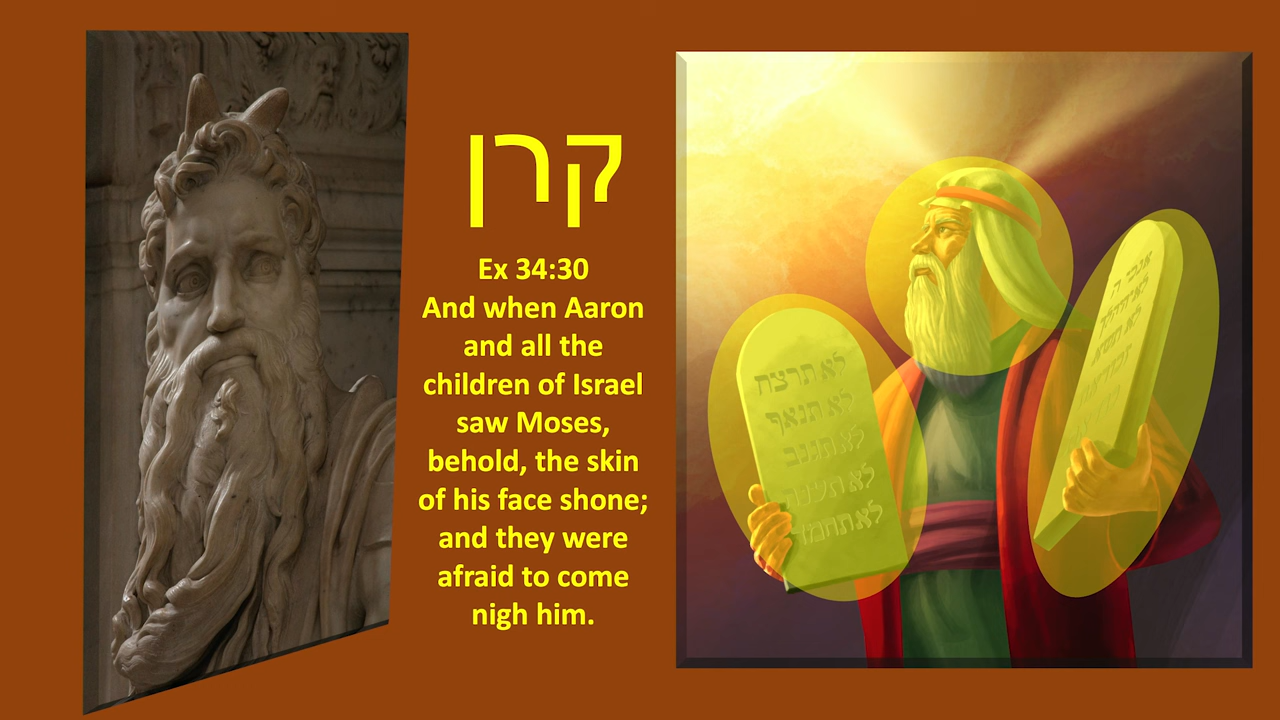 קרן
Ex 34:30
And when Aaron
and all the
children of Israel
saw Moses,
behold, the skin
of his face shone;
and they were
afraid to come
nigh him.
לא תרצח
לא תנאף
לא תגנב
לא תענה
לא תחמד